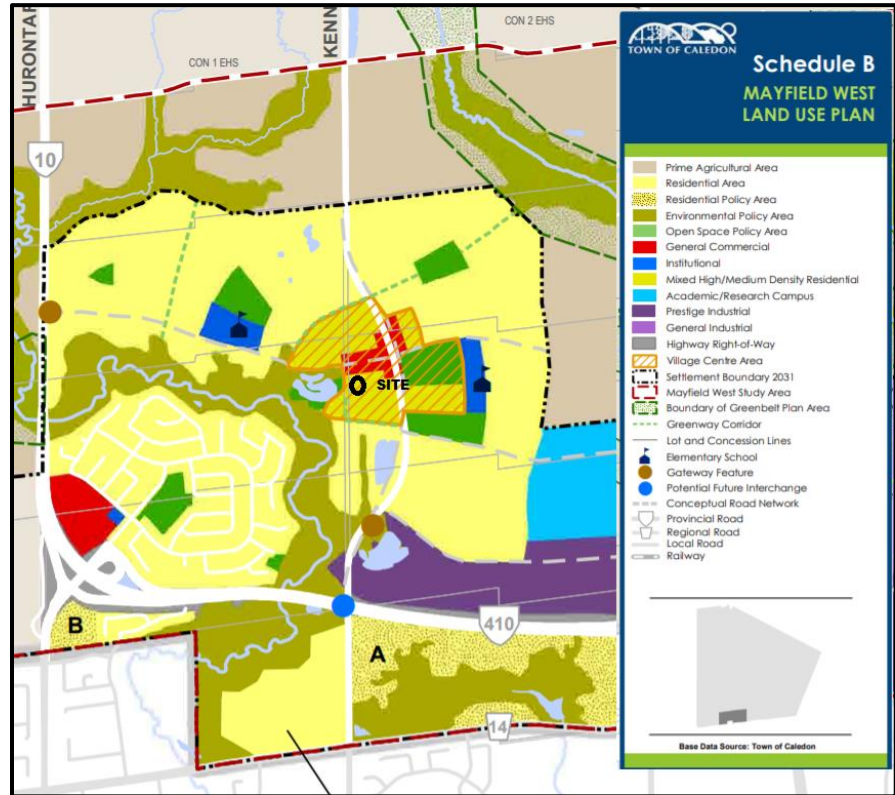 HURONTAR
KENN
CON 1 EHS
CON 2 EHS
10
SITE
410
B
A
14
TOWN OF CALEDON
Schedule B
MAYFIELD WEST
LAND USE PLAN
Prime Agricultural Area
Residential Area
Residential Policy Area
Environmental Policy Area
Open Space Policy Area
General Commercial
Institutional
Mixed High/Medium Density Residential
Academic/Research Campus
Prestige Industrial
General Industrial
Highway Right-of-Way
Village Centre Area
Settlement Boundary 2031
Mayfield West Study Area
Boundary of Greenbelt Plan Area
Greenway Corridor
Lot and Concession Lines
Elementary School
Gateway Feature
Potential Future Interchange
Conceptual Road Network
Provincial Road
Regional Road
Local Road
Railway
Base Data Source: Town of Caledon